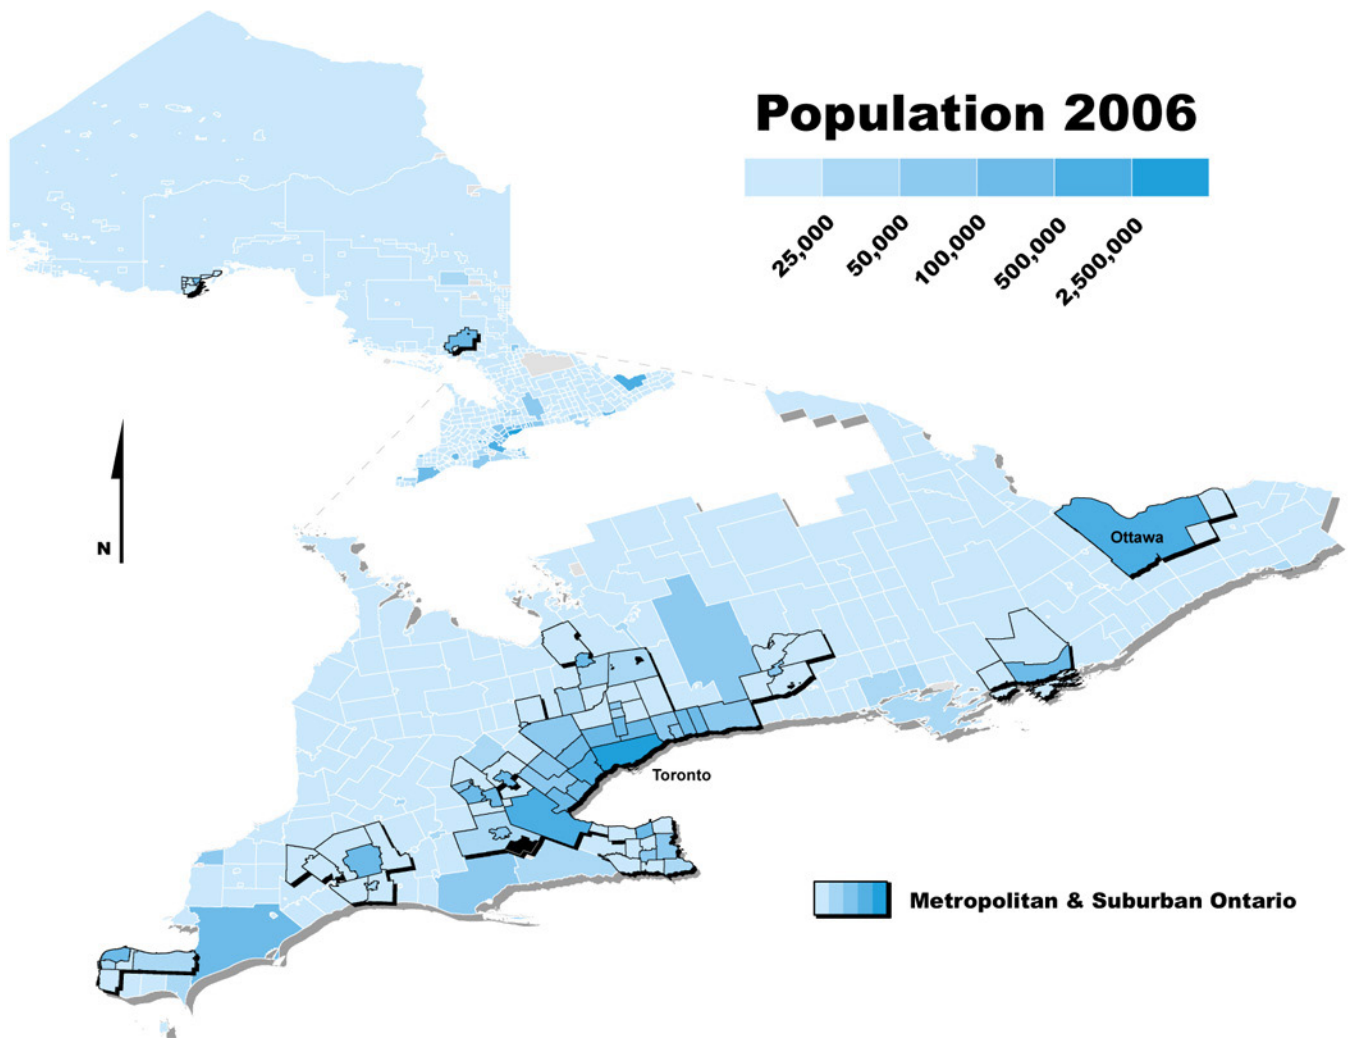 Population 2006
25,000
50,000
100,000
500,000
2,500,000
N
Ottawa
Toronto
Metropolitan & Suburban Ontario